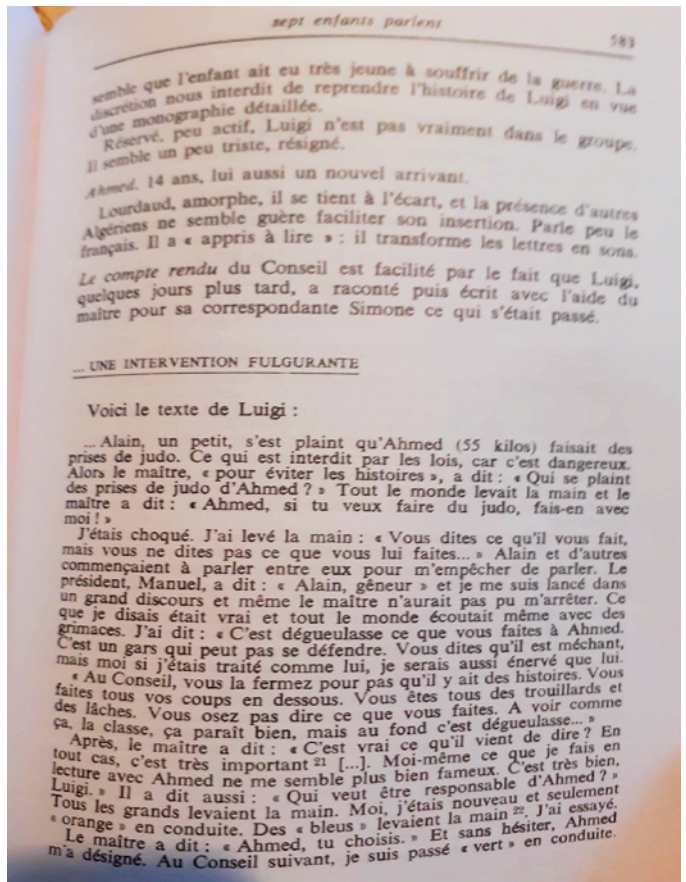 sept enfants parlent
583
semble que l'enfant ait eu très jeune à souffrir de la guerre. La
discrétion nous interdit de reprendre l'histoire de Luigi en vue
d'une monographie détaillée.
Réservé, peu actif, Luigi n'est pas vraiment dans le groupe.
Il semble un peu triste, résigné.
Ahmed, 14 ans, lui aussi un nouvel arrivant.
Lourdaud, amorphe, il se tient à l'écart, et la présence d'autres
Algériens ne semble guère faciliter son insertion. Parle peu le
français. Il a « appris à lire » : il transforme les lettres en sons.
Le compte rendu du Conseil est facilité par le fait que Luigi,
quelques jours plus tard, a raconté puis écrit avec l'aide du
maître pour sa correspondante Simone ce qui s'était passé.
... UNE INTERVENTION FULGURANTE
Voici le texte de Luigi :
... Alain, un petit, s'est plaint qu'Ahmed (55 kilos) faisait des
prises de judo. Ce qui est interdit par les lois, car c'est dangereux.
Alors le maître, « pour éviter les histoires », a dit : « Qui se plaint
des prises de judo d'Ahmed ? » Tout le monde levait la main et le
maître a dit : « Ahmed, si tu veux faire du judo, fais-en avec
moi ! »
J'étais choqué. J'ai levé la main : « Vous dites ce qu'il vous fait,
mais vous ne dites pas ce que vous lui faites... » Alain et d'autres
commençaient à parler entre eux pour m'empêcher de parler. Le
président, Manuel, a dit : « Alain, gêneur » et je me suis lancé dans
un grand discours et même le maître n'aurait pas pu m'arrêter. Ce
que je disais était vrai et tout le monde écoutait même avec des
grimaces. J'ai dit : « C'est dégueulasse ce que vous faites à Ahmed.
C'est un gars qui peut pas se défendre. Vous dites qu'il est méchant,
mais moi si j'étais traité comme lui, je serais aussi énervé que lui.
« Au Conseil, vous la fermez pour pas qu'il y ait des histoires. Vous
faites tous vos coups en dessous. Vous êtes tous des trouillards et
des lâches. Vous osez pas dire ce que vous faites. A voir comme
ça, la classe, ça paraît bien, mais au fond c'est dégueulasse... »
Après, le maître a dit : « C'est vrai ce qu'il vient de dire ? En
tout cas, c'est très important 21 [...]. Moi-même ce que je fais en
lecture avec Ahmed ne me semble plus bien fameux. C'est très bien,
Luigi. » Il a dit aussi : « Qui veut être responsable d'Ahmed ? »
Tous les grands levaient la main. Moi, j'étais nouveau et seulement
« orange » en conduite. Des « bleus » levaient la main 22. J'ai essayé.
Le maître a dit : « Ahmed, tu choisis. » Et sans hésiter, Ahmed
m'a désigné. Au Conseil suivant, je suis passé « vert » en conduite.